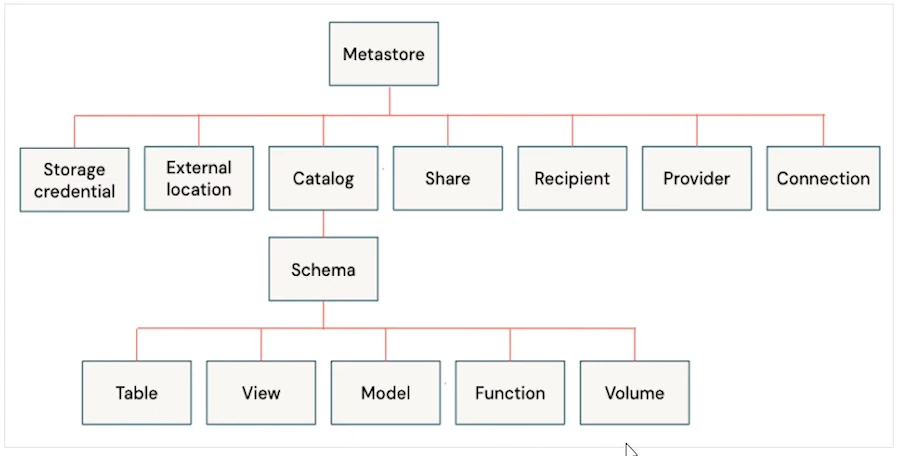 Metastore
Storage
credential
External
location
Catalog
Share
Recipient
Provider
Connection
Schema
Table
View
Model
Function
Volume